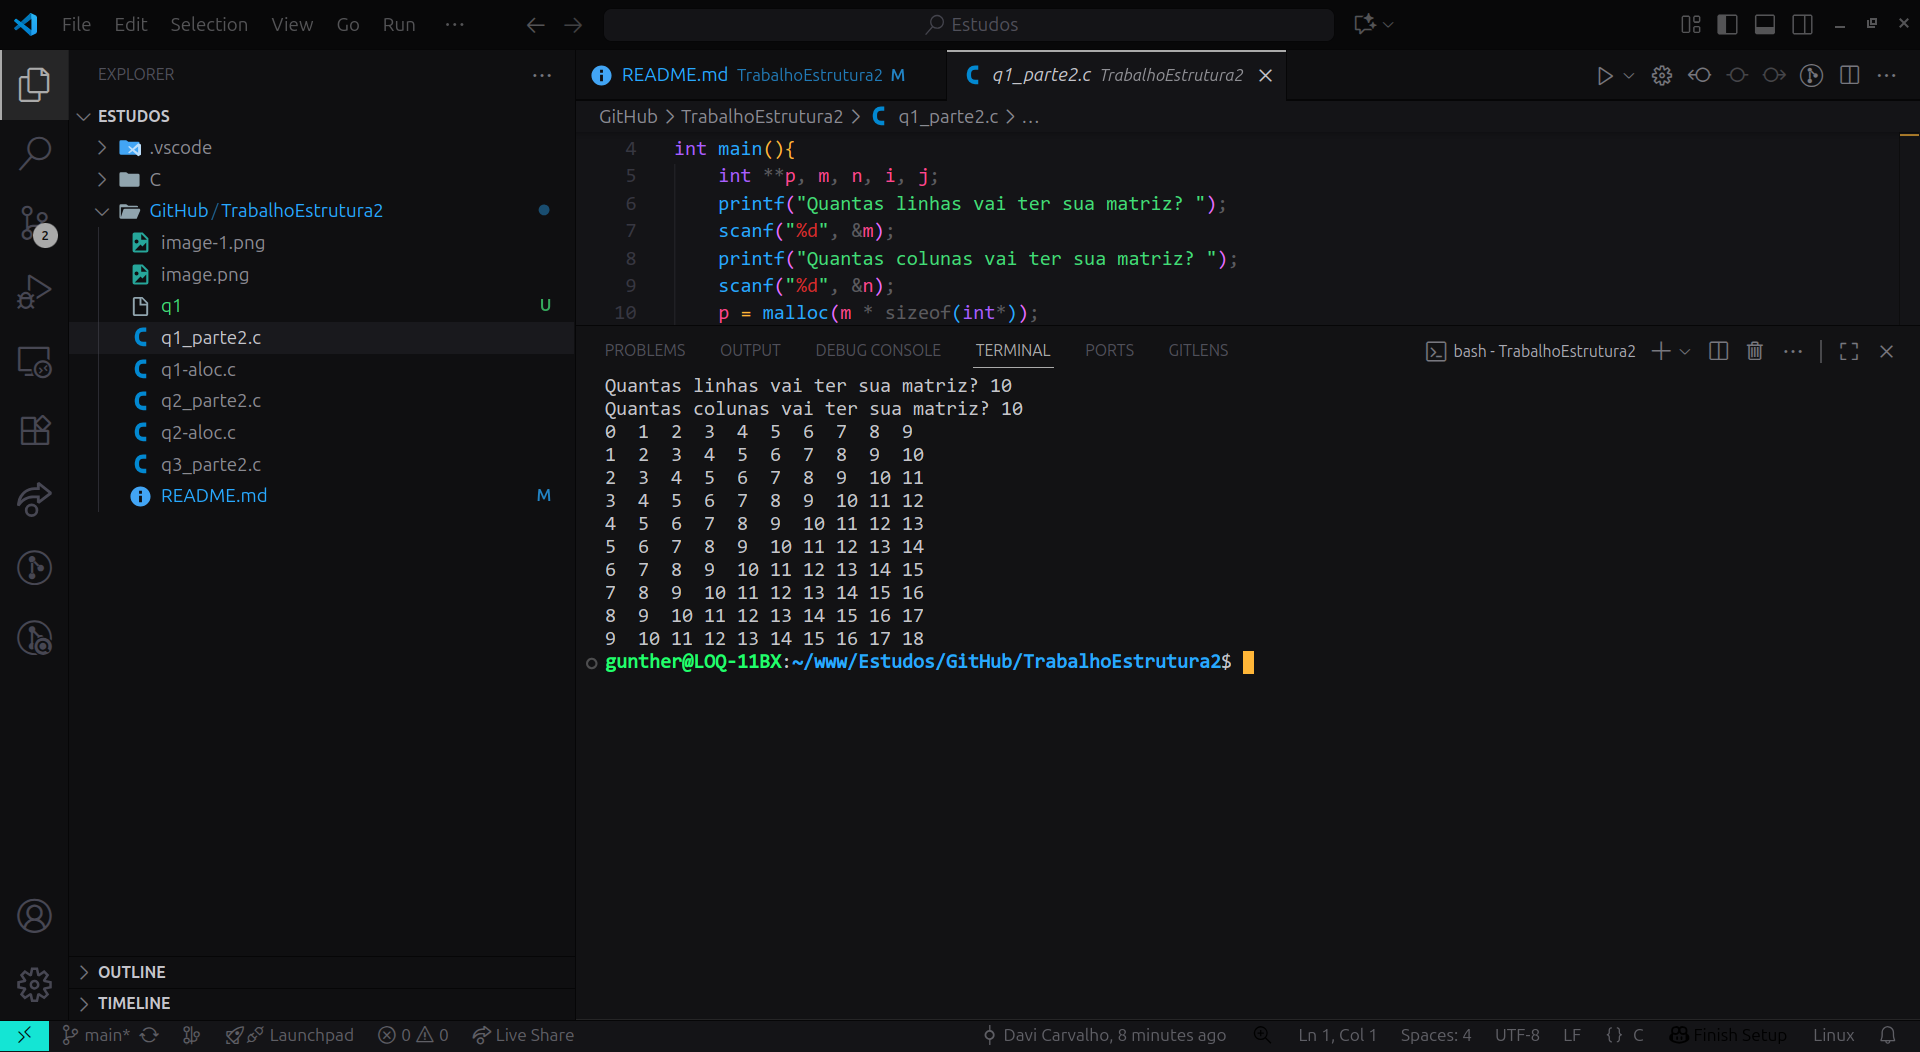 File Edit Selection View Go Run ··· Estudos
EXPLORER ···
ESTUDOS
.vscode
C
GitHub/TrabalhoEstrutura2
image-1.png
image.png
q1 U
q1_parte2.c
q1-aloc.c
q2_parte2.c
q2-aloc.c
q3_parte2.c
README.md M
OUTLINE
TIMELINE
2
README.md TrabalhoEstrutura2 M q1_parte2.c TrabalhoEstrutura2
GitHub > TrabalhoEstrutura2 > q1_parte2.c > ...
4 int main(){
5 int **p, m, n, i, j;
6 printf("Quantas linhas vai ter sua matriz? ");
7 scanf("%d", &m);
8 printf("Quantas colunas vai ter sua matriz? ");
9 scanf("%d", &n);
10 p = malloc(m * sizeof(int*));
PROBLEMS OUTPUT DEBUG CONSOLE TERMINAL PORTS GITLENS bash - TrabalhoEstrutura2
Quantas linhas vai ter sua matriz? 10
Quantas colunas vai ter sua matriz? 10
0 1 2 3 4 5 6 7 8 9
1 2 3 4 5 6 7 8 9 10
2 3 4 5 6 7 8 9 10 11
3 4 5 6 7 8 9 10 11 12
4 5 6 7 8 9 10 11 12 13
5 6 7 8 9 10 11 12 13 14
6 7 8 9 10 11 12 13 14 15
7 8 9 10 11 12 13 14 15 16
8 9 10 11 12 13 14 15 16 17
9 10 11 12 13 14 15 16 17 18
gunther@LOQ-11BX:~/www/Estudos/GitHub/TrabalhoEstrutura2$
main* Launchpad 0 0 Live Share Davi Carvalho, 8 minutes ago Ln 1, Col 1 Spaces: 4 UTF-8 LF {} C Finish Setup Linux